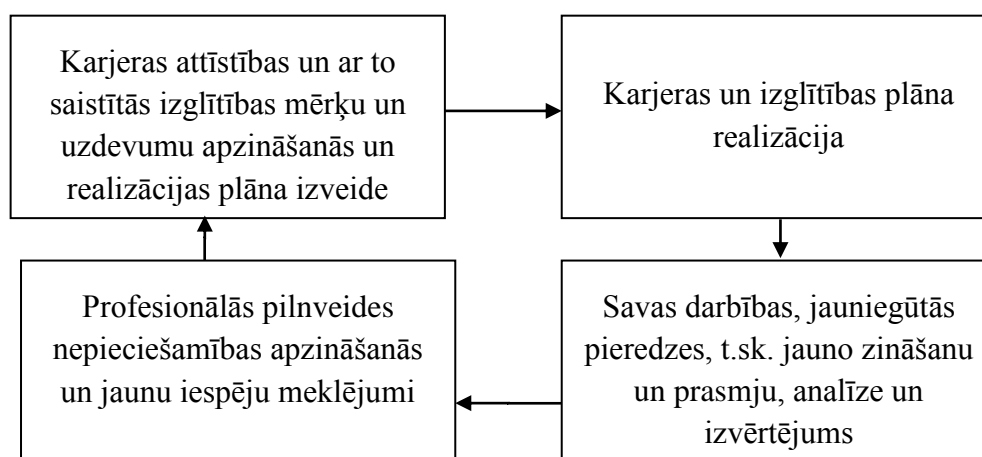 Karjeras attīstības un ar to
saistītās izglītības mērķu un
uzdevumu apzināšanās un
realizācijas plāna izveide
Karjeras un izglītības plāna
realizācija
Profesionālās pilnveides
nepieciešamības apzināšanās
un jaunu iespēju meklējumi
Savas darbības, jauniegūtās
pieredzes, t.sk. jauno zināšanu
un prasmju, analīze un
izvērtējums